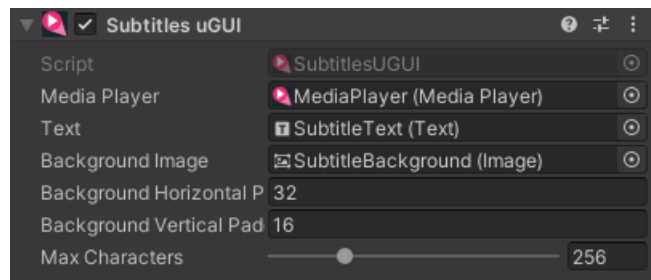 Subtitles uGUI
Script SubtitlesUGUI
Media Player MediaPlayer (Media Player)
Text SubtitleText (Text)
Background Image SubtitleBackground (Image)
Background Horizontal P 32
Background Vertical Pad 16
Max Characters 256